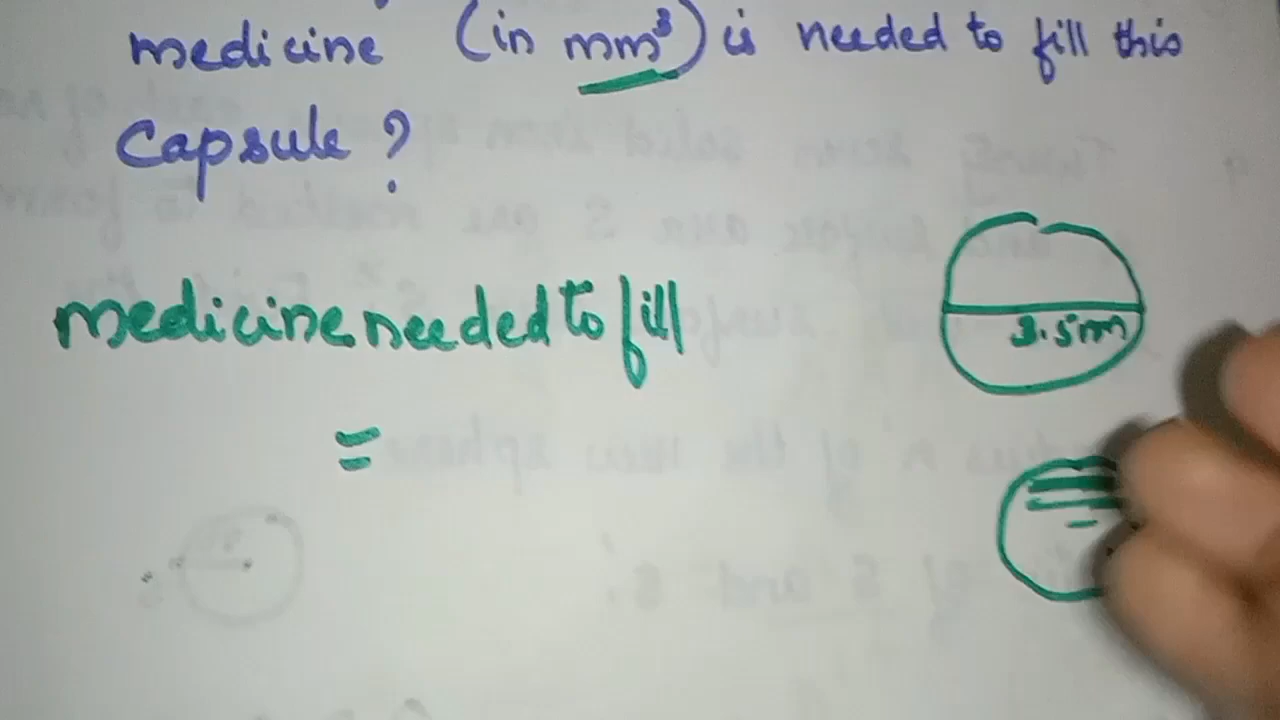 medicine (in mm³) is needed to fill this
capsule ?
medicine needed to fill
3.5mm
=